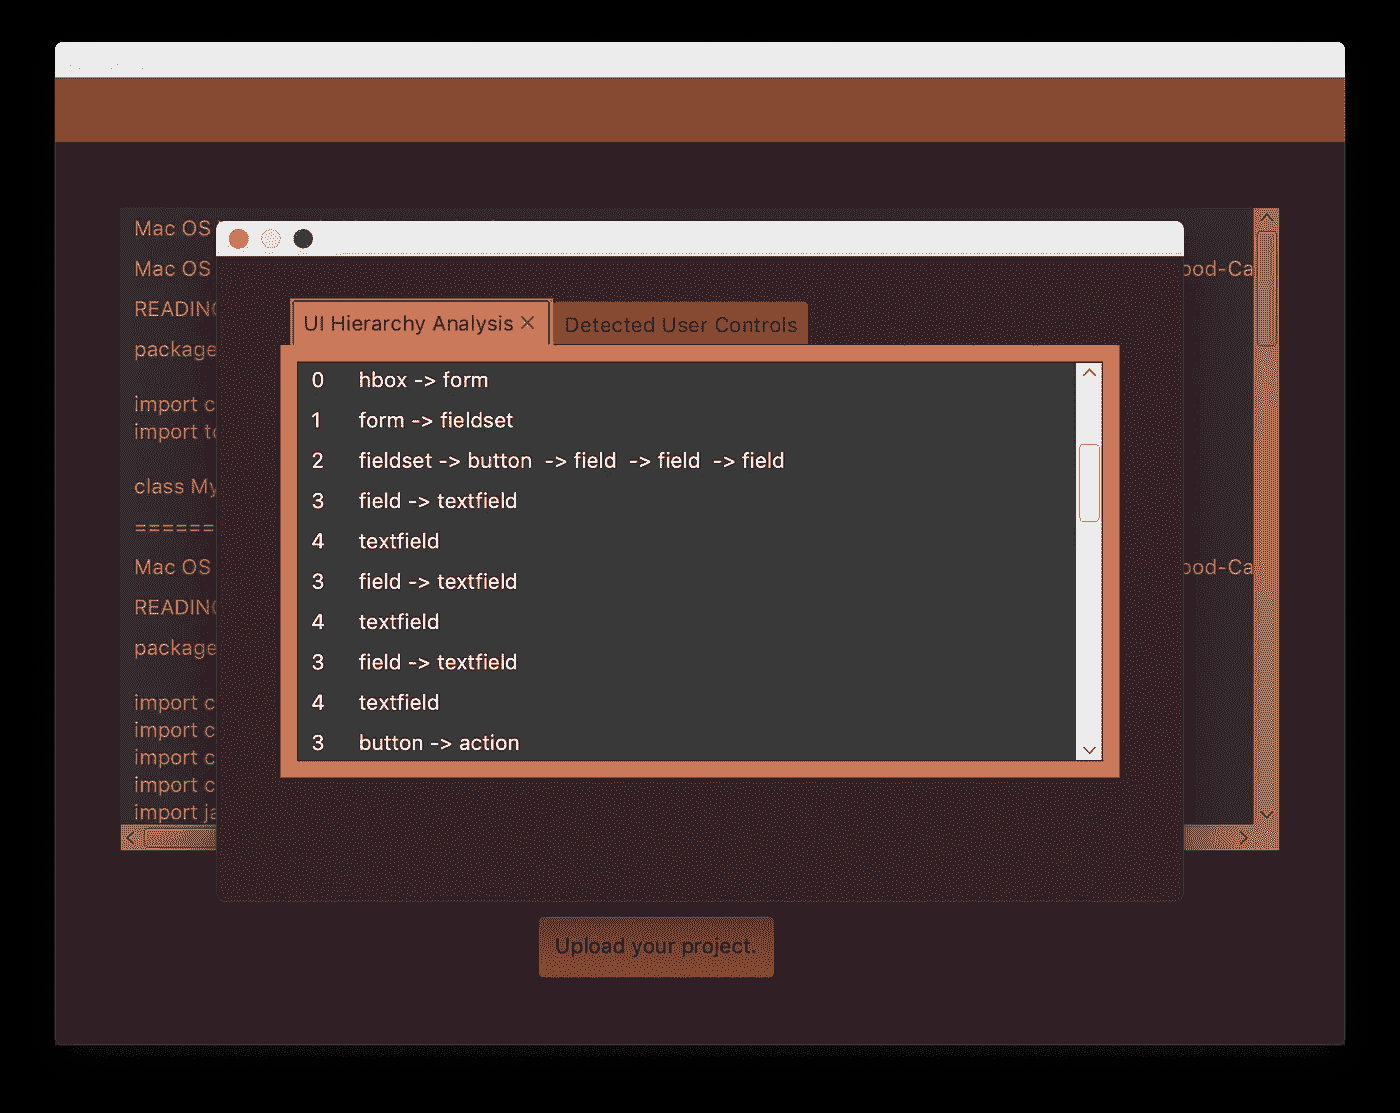 Mac OS
Mac OS
ood-Ca
READING
package
import c
import to
class My
=======
Mac OS
ood-Ca
READING
package
import c
import c
import c
import c
import ja
UI Hierarchy Analysis ×
Detected User Controls
0 hbox -> form
1 form -> fieldset
2 fieldset -> button -> field -> field -> field
3 field -> textfield
4 textfield
3 field -> textfield
4 textfield
3 field -> textfield
4 textfield
3 button -> action
Upload your project.